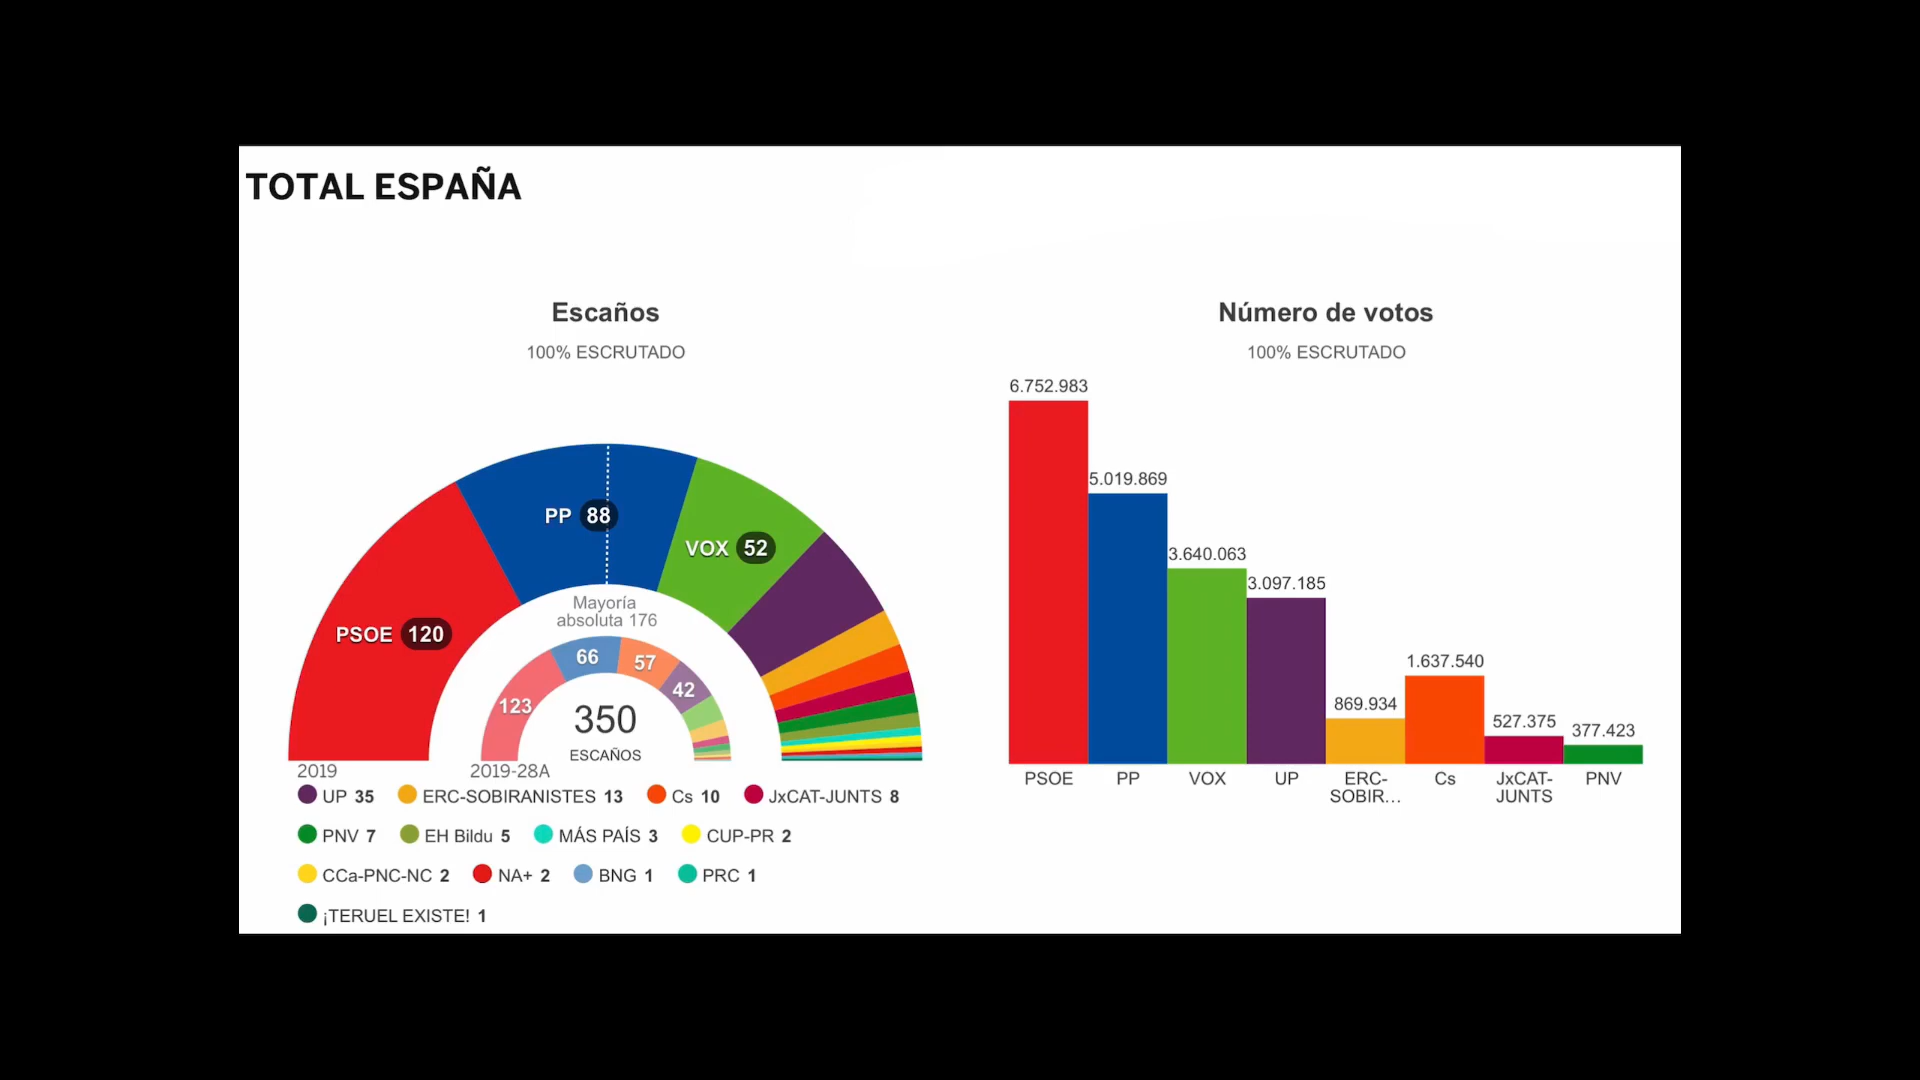 TOTAL ESPAÑA
Escaños
100% ESCRUTADO
PSOE 120
PP 88
VOX 52
Mayoría
absoluta 176
123
66
57
42
350
ESCAÑOS
2019
2019-28A
UP 35 ERC-SOBIRANISTES 13 Cs 10 JxCAT-JUNTS 8
PNV 7 EH Bildu 5 MÁS PAÍS 3 CUP-PR 2
CCa-PNC-NC 2 NA+ 2 BNG 1 PRC 1
¡TERUEL EXISTE! 1
Número de votos
100% ESCRUTADO
6.752.983
5.019.869
3.640.063
3.097.185
869.934
1.637.540
527.375
377.423
PSOE
PP
VOX
UP
ERC-
SOBIR...
Cs
JxCAT-
JUNTS
PNV